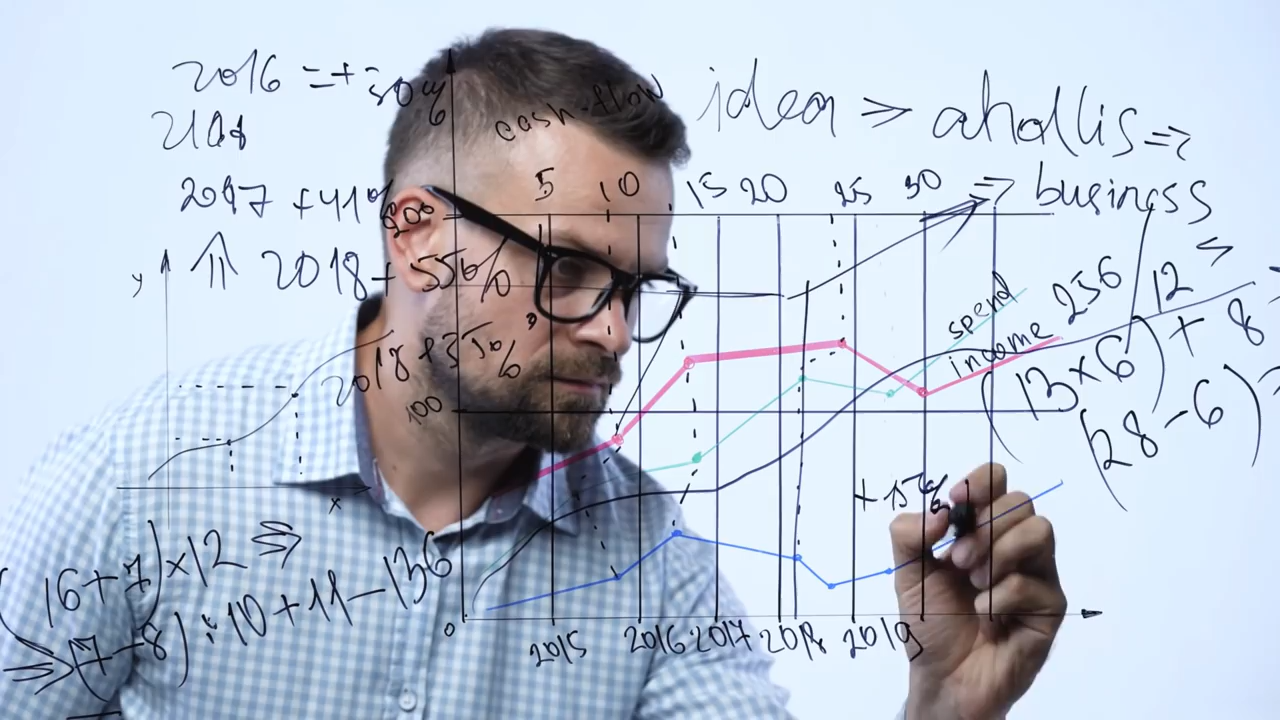 2016 =+30%
2017 +41%
⇑ 2018 - 55%
2018 +35%
cash-flow
idea ⇒ ahallis ⇒
⇒ business
5 10 15 20 25 30
200
100
0
y
x
spend
income
256 / 12
(13×6) + 8
(28-6)
+15%
(16+7)×12 ⇒
⇒ (7-8):10+11-136
2015 2016 2017 2018 2019